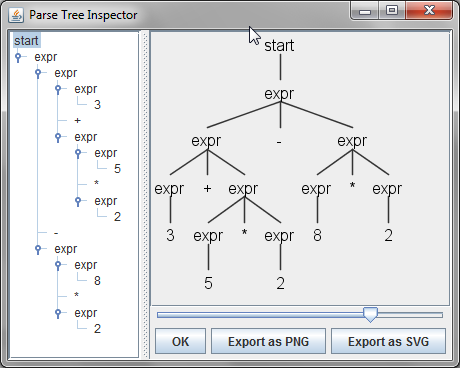 Parse Tree Inspector
start
expr
expr
expr
3
+
expr
expr
5
*
expr
2
-
expr
expr
8
*
expr
2
start
expr
expr - expr
expr + expr expr * expr
3 expr * expr 8 2
5 2
OK Export as PNG Export as SVG